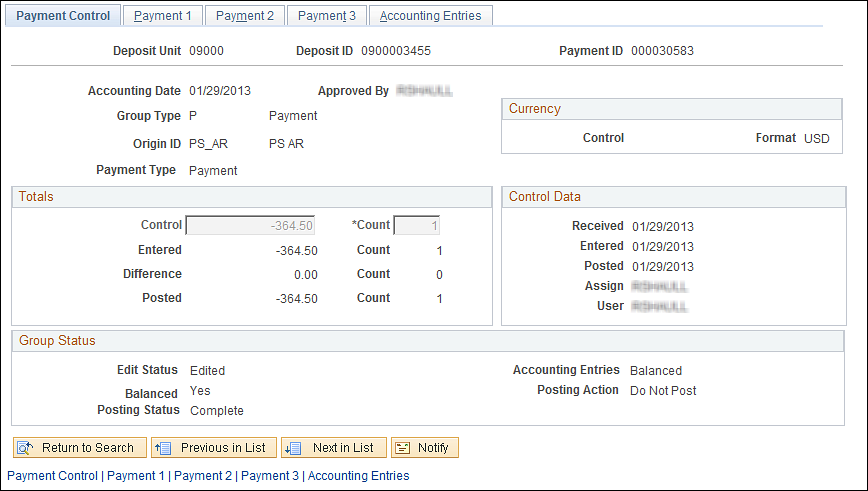 Payment Control Payment 1 Payment 2 Payment 3 Accounting Entries
Deposit Unit 09000 Deposit ID 0900003455 Payment ID 000030583
Accounting Date 01/29/2013 Approved By
Group Type P Payment
Origin ID PS_AR PS AR
Payment Type Payment
Currency
Control Format USD
Totals
Control -364.50 *Count 1
Entered -364.50 Count 1
Difference 0.00 Count 0
Posted -364.50 Count 1
Control Data
Received 01/29/2013
Entered 01/29/2013
Posted 01/29/2013
Assign
User
Group Status
Edit Status Edited Accounting Entries Balanced
Balanced Yes Posting Action Do Not Post
Posting Status Complete
Return to Search Previous in List Next in List Notify
Payment Control | Payment 1 | Payment 2 | Payment 3 | Accounting Entries